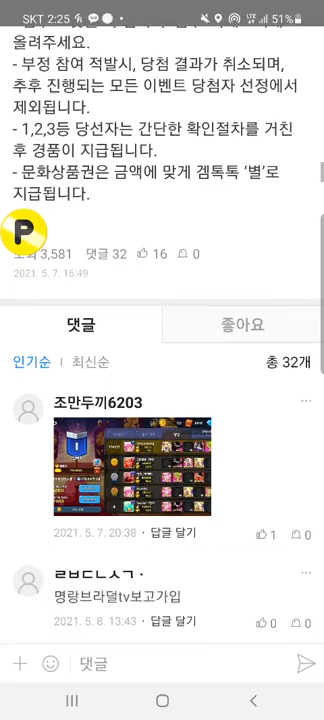 SKT 2:25
51%
올려주세요.
- 부정 참여 적발시, 당첨 결과가 취소되며,
추후 진행되는 모든 이벤트 당첨자 선정에서
제외됩니다.
- 1,2,3등 당선자는 간단한 확인절차를 거친
후 경품이 지급됩니다.
- 문화상품권은 금액에 맞게 겜톡톡 ‘별’로
지급됩니다.
P
조회 3,581 댓글 32 16 0
2021. 5. 7. 16:49
댓글 좋아요
인기순 | 최신순 총 32개
조만두끼6203
2021. 5. 7. 20:38 · 답글 달기 1 0
ㄹㅂㄷㄴㅅㄱ·
명랑브라덜tv보고가입
2021. 5. 8. 13:43 · 답글 달기 0 0
댓글